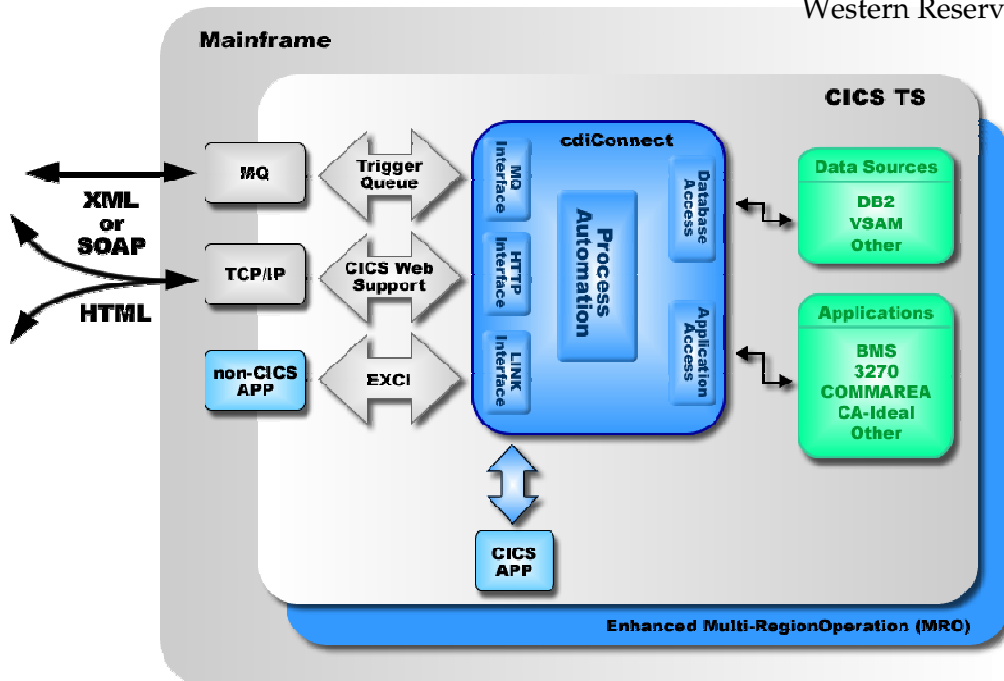 Western Reserv
Mainframe
CICS TS
cdiConnect
MQ
Trigger
Queue
MQ
Interface
Database
Access
Data Sources
DB2
VSAM
Other
XML
or
SOAP
HTML
TCP/IP
CICS Web
Support
HTTP
Interface
Process
Automation
non-CICS
APP
EXCI
LINK
Interface
Application
Access
Applications
BMS
3270
COMMAREA
CA-Ideal
Other
CICS
APP
Enhanced Multi-RegionOperation (MRO)